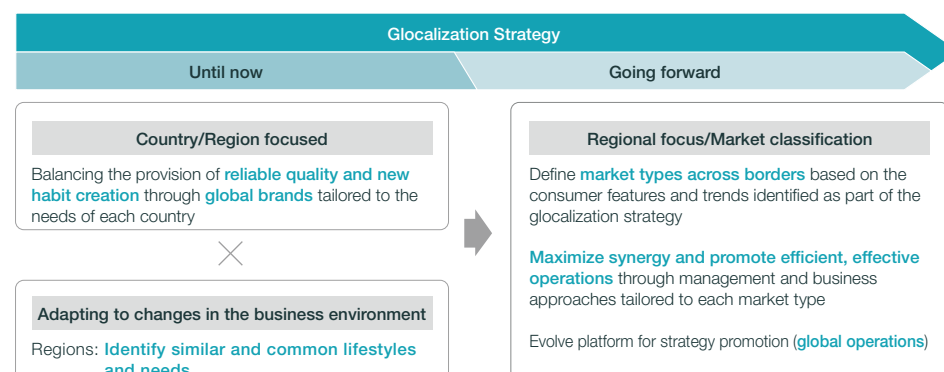 Glocalization Strategy
Until now
Going forward
Country/Region focused
Balancing the provision of reliable quality and new
habit creation through global brands tailored to the
needs of each country
Adapting to changes in the business environment
Regions: Identify similar and common lifestyles
and needs
Regional focus/Market classification
Define market types across borders based on the
consumer features and trends identified as part of the
glocalization strategy
Maximize synergy and promote efficient, effective
operations through management and business
approaches tailored to each market type
Evolve platform for strategy promotion (global operations)